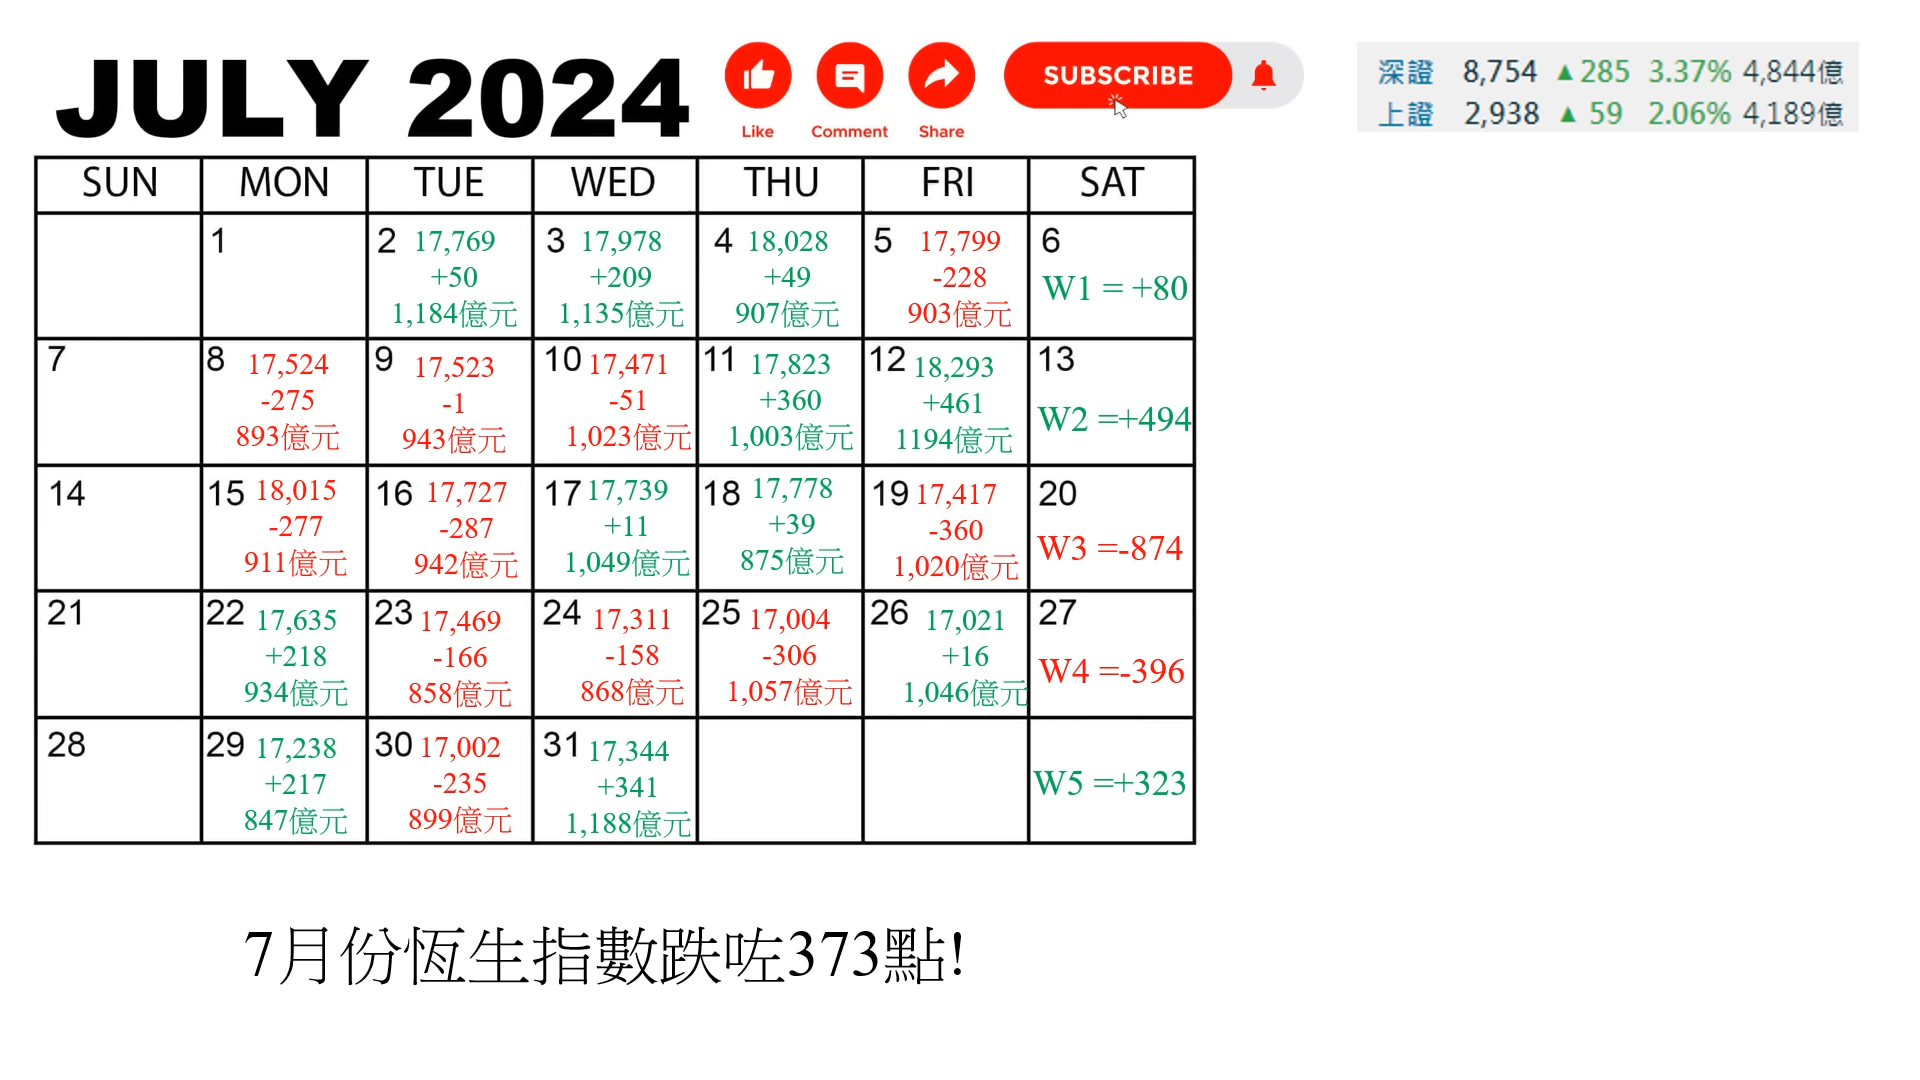 JULY 2024
Like
Comment
Share
SUBSCRIBE
深證 8,754 ▲285 3.37% 4,844億
上證 2,938 ▲59 2.06% 4,189億
SUN MON TUE WED THU FRI SAT
1
2 17,769
+50
1,184億元
3 17,978
+209
1,135億元
4 18,028
+49
907億元
5 17,799
-228
903億元
6
W1 = +80
7
8 17,524
-275
893億元
9 17,523
-1
943億元
10 17,471
-51
1,023億元
11 17,823
+360
1,003億元
12 18,293
+461
1194億元
13
W2 =+494
14
15 18,015
-277
911億元
16 17,727
-287
942億元
17 17,739
+11
1,049億元
18 17,778
+39
875億元
19 17,417
-360
1,020億元
20
W3 =-874
21
22 17,635
+218
934億元
23 17,469
-166
858億元
24 17,311
-158
868億元
25 17,004
-306
1,057億元
26 17,021
+16
1,046億元
27
W4 =-396
28
29 17,238
+217
847億元
30 17,002
-235
899億元
31 17,344
+341
1,188億元
W5 =+323
7月份恆生指數跌咗373點!